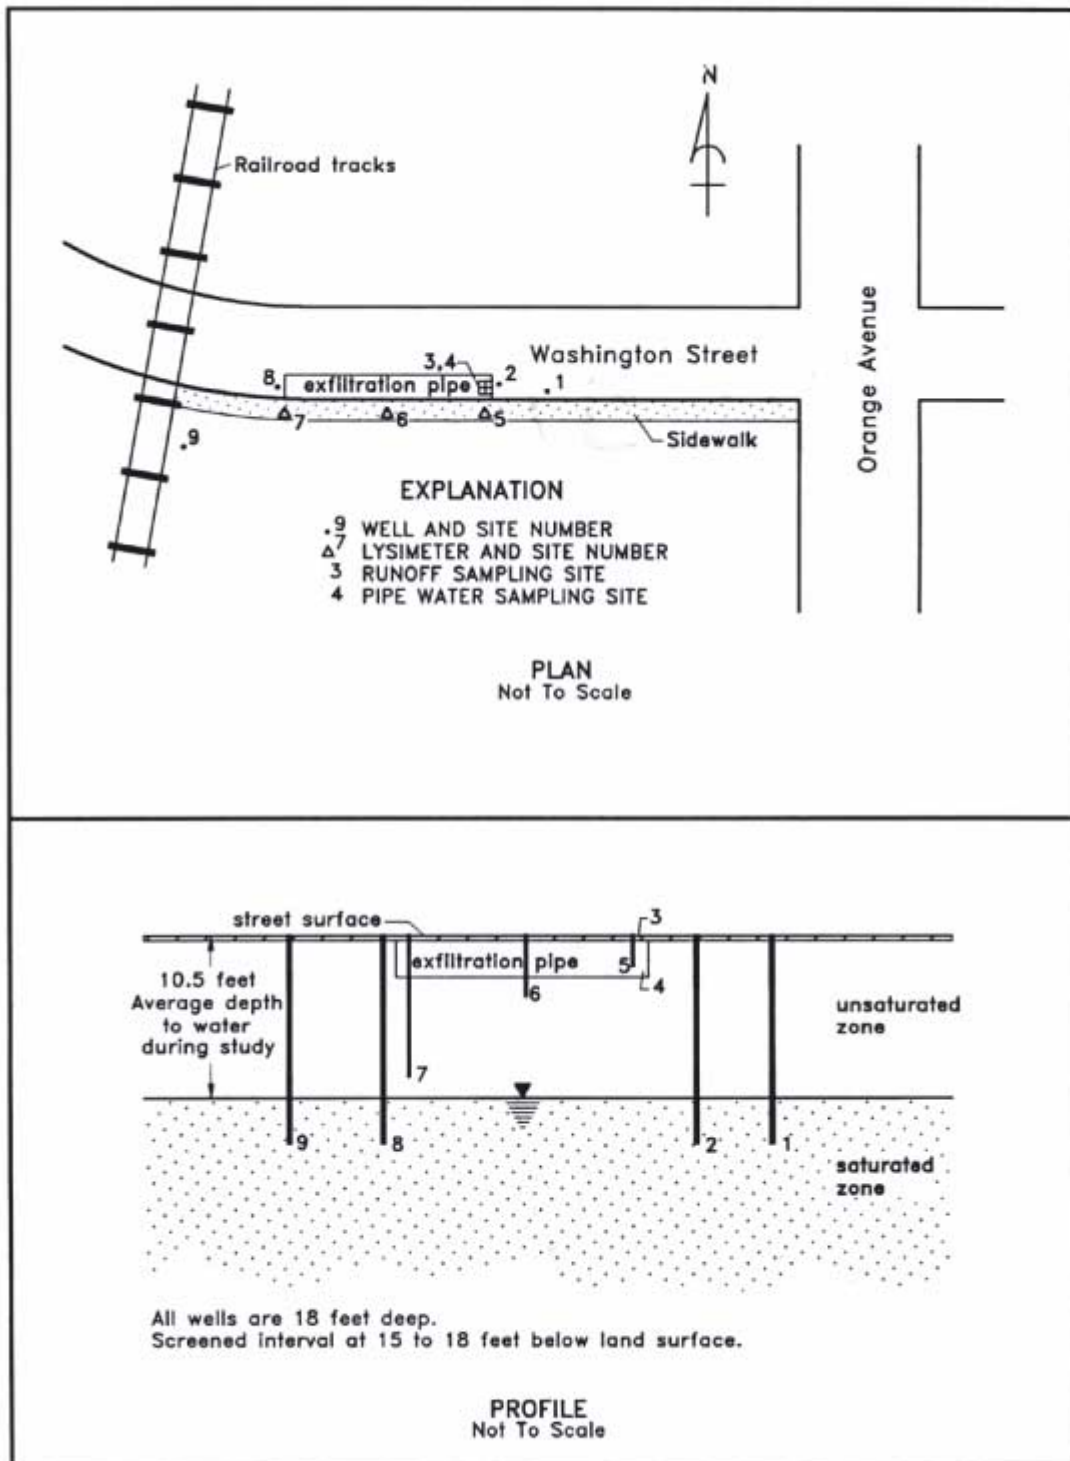 N
Railroad tracks
Orange Avenue
3,4
Washington Street
8
exfiltration pipe
2
1
7
6
5
9
Sidewalk
EXPLANATION
.9 WELL AND SITE NUMBER
△7 LYSIMETER AND SITE NUMBER
3 RUNOFF SAMPLING SITE
4 PIPE WATER SAMPLING SITE
PLAN
Not To Scale
street surface
3
exfiltration pipe
5
4
10.5 feet
Average depth
to water
during study
6
unsaturated
zone
7
9
8
2
1
saturated
zone
All wells are 18 feet deep.
Screened interval at 15 to 18 feet below land surface.
PROFILE
Not To Scale